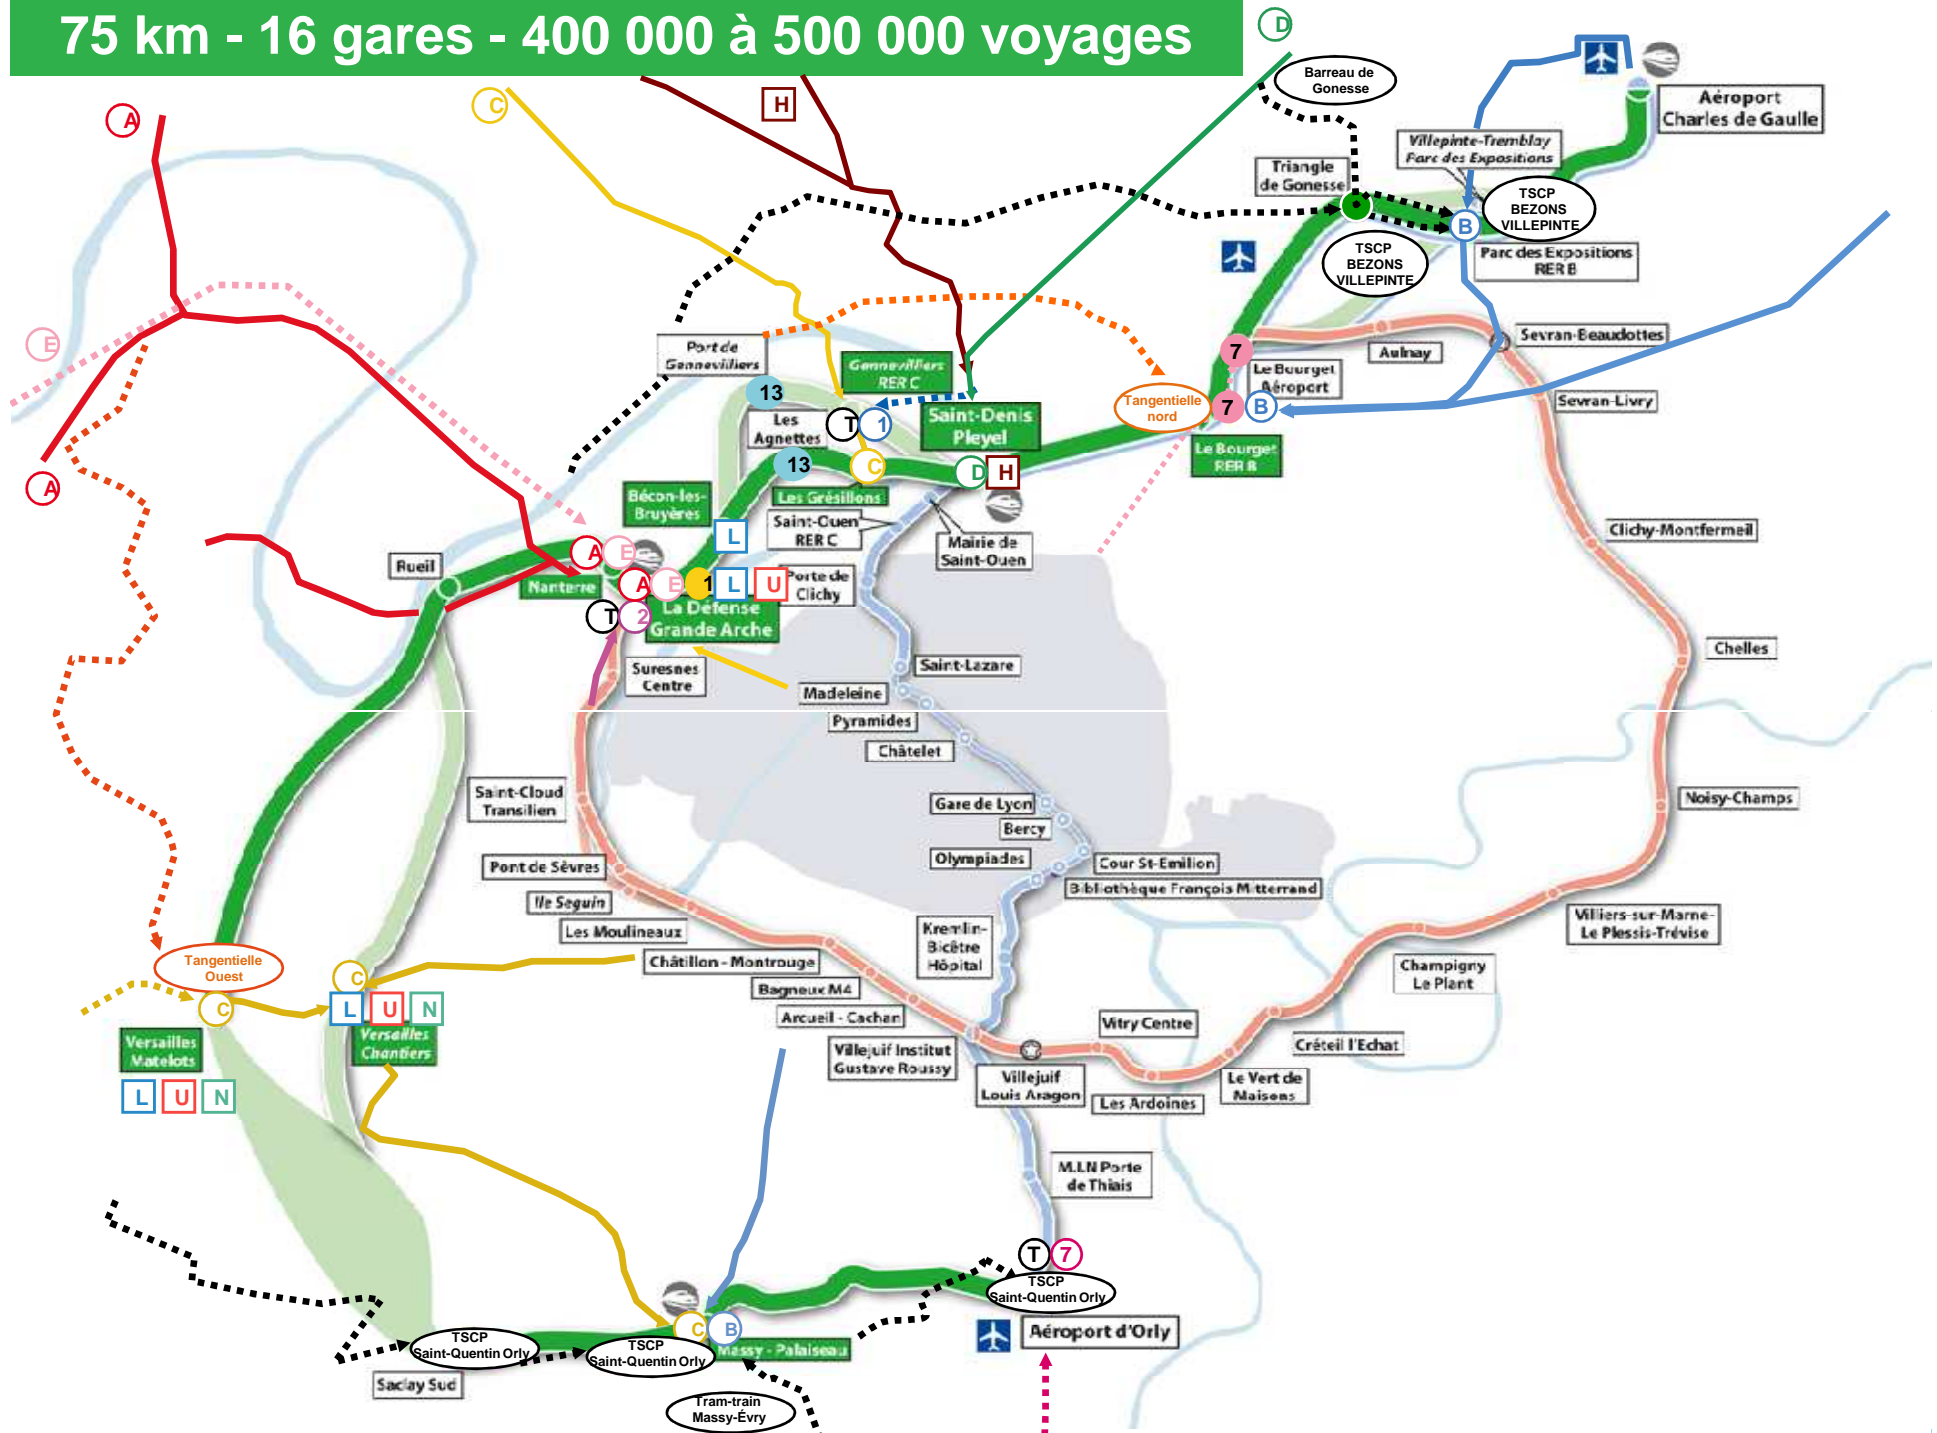 75 km - 16 gares - 400 000 à 500 000 voyages
D
Barreau de
Gonesse
Aéroport
Charles de Gaulle
A
C
H
Villepinte-Tremblay
Parc des Expositions
Triangle
de Gonesse
TSCP
BEZONS
VILLEPINTE
B
TSCP
BEZONS
VILLEPINTE
Parc des Expositions
RER B
E
Port de
Gennevilliers
Gennevilliers
RER C
7
Le Bourget
Aéroport
Aulnay
Sevran-Beaudottes
Sevran-Livry
13
Les
Agnettes
T
1
Saint-Denis
Pleyel
Tangentielle
nord
7
B
Le Bourget
RER B
A
13
C
D
H
Bécon-les-
Bruyères
Les Grésillons
Saint-Ouen
RER C
Mairie de
Saint-Ouen
Clichy-Montfermeil
L
Rueil
A
E
Nanterre
A
E
1
L
U
Porte de
Clichy
T
2
La Défense
Grande Arche
Suresnes
Centre
Saint-Lazare
Chelles
Madeleine
Pyramides
Châtelet
Saint-Cloud
Transilien
Gare de Lyon
Bercy
Noisy-Champs
Pont de Sèvres
Olympiades
Cour St-Emilion
Bibliothèque François Mitterrand
Ile Seguin
Les Moulineaux
Kremlin-
Bicêtre
Hôpital
Villiers-sur-Marne-
Le Plessis-Trévise
Tangentielle
Ouest
Châtillon - Montrouge
Champigny
Le Plant
C
C
L
U
N
Bagneux M4
Arcueil - Cachan
Vitry Centre
Créteil l'Echat
Versailles
Matelots
Versailles
Chantiers
Villejuif Institut
Gustave Roussy
Villejuif
Louis Aragon
Les Ardoines
Le Vert de
Maisons
L
U
N
M.I.N Porte
de Thiais
T
7
TSCP
Saint-Quentin Orly
C
B
Aéroport d'Orly
TSCP
Saint-Quentin Orly
TSCP
Saint-Quentin Orly
Massy - Palaiseau
Saclay Sud
Tram-train
Massy-Évry